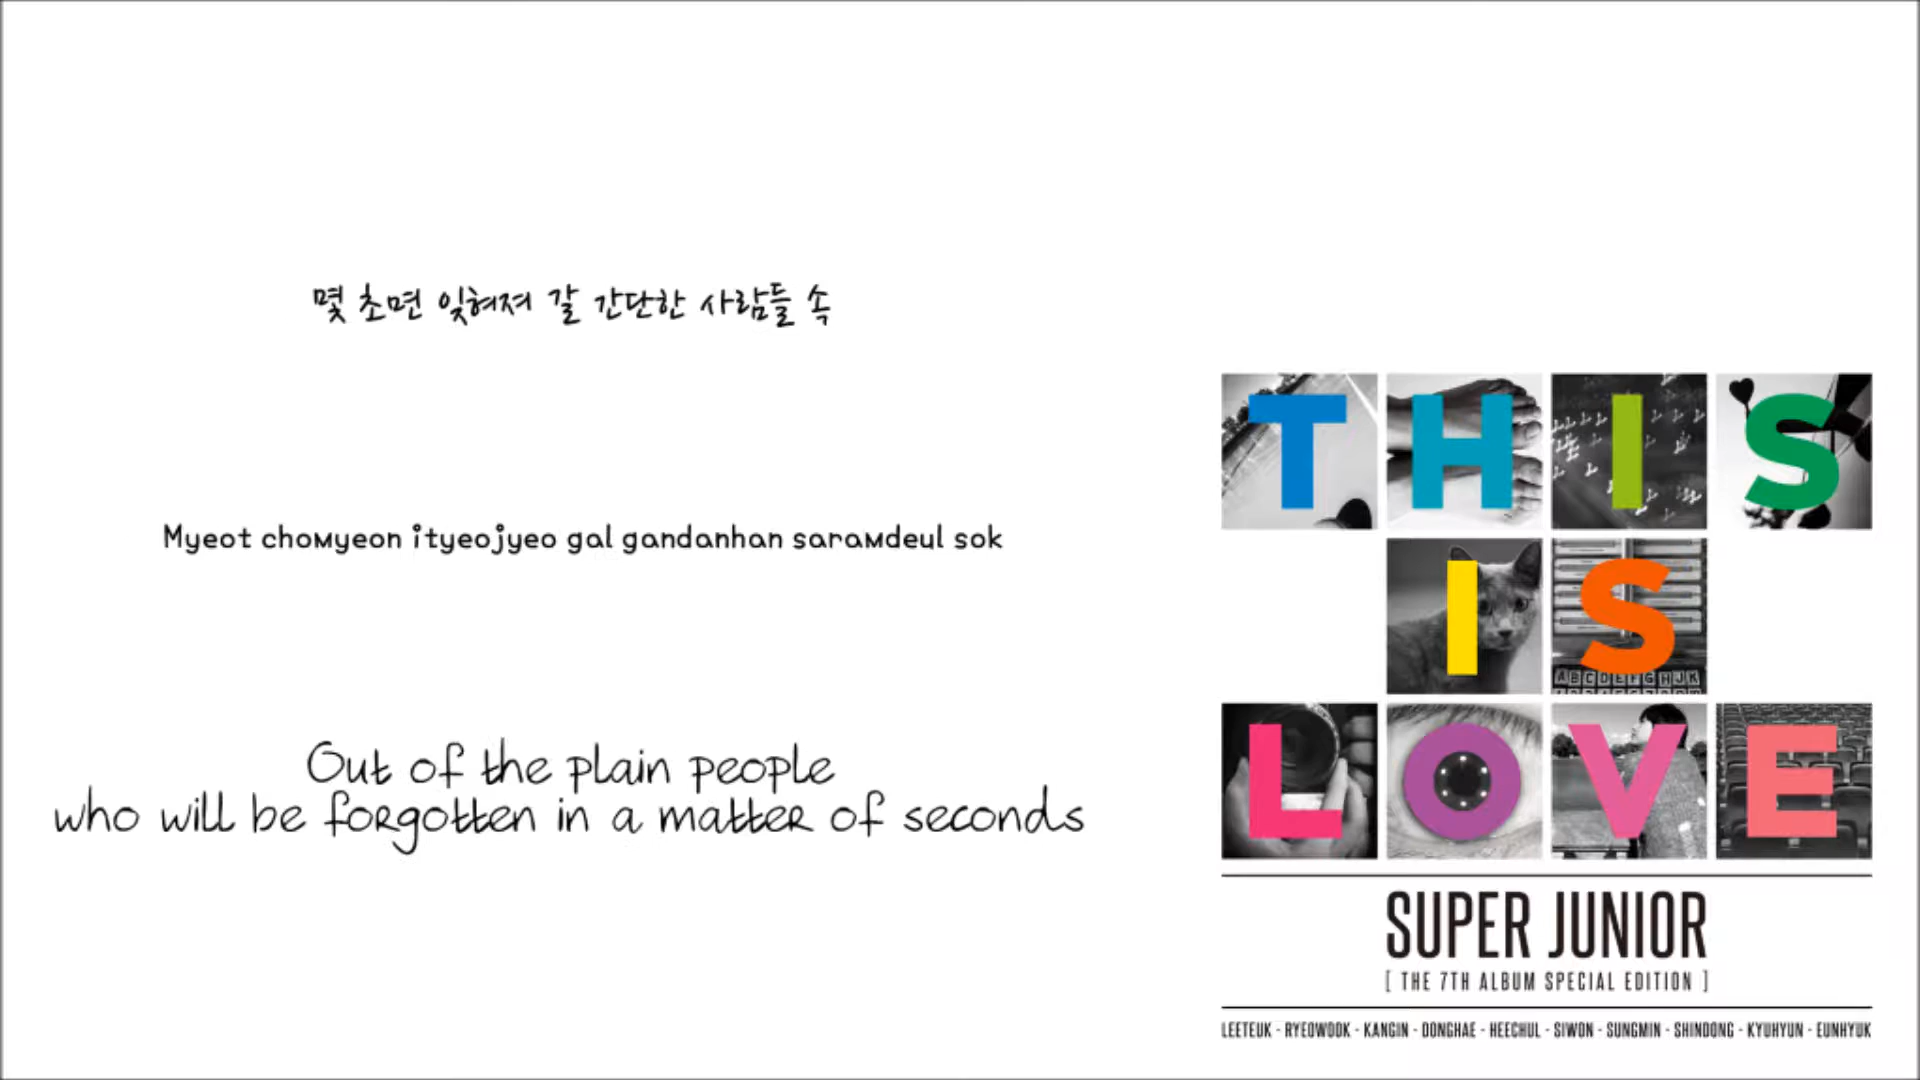 몇 초면 잊혀져 갈 간단한 사람들 속
Myeot chomyeon ityeojyeo gal gandanhan saramdeul sok
Out of the plain people
who will be forgotten in a matter of seconds
THIS
IS
ABCDEFGHJK
LOVE
SUPER JUNIOR
[ THE 7TH ALBUM SPECIAL EDITION ]
LEETEUK - RYEOWOOK - KANGIN - DONGHAE - HEECHUL - SIWON - SUNGMIN - SHINDONG - KYUHYUN - EUNHYUK